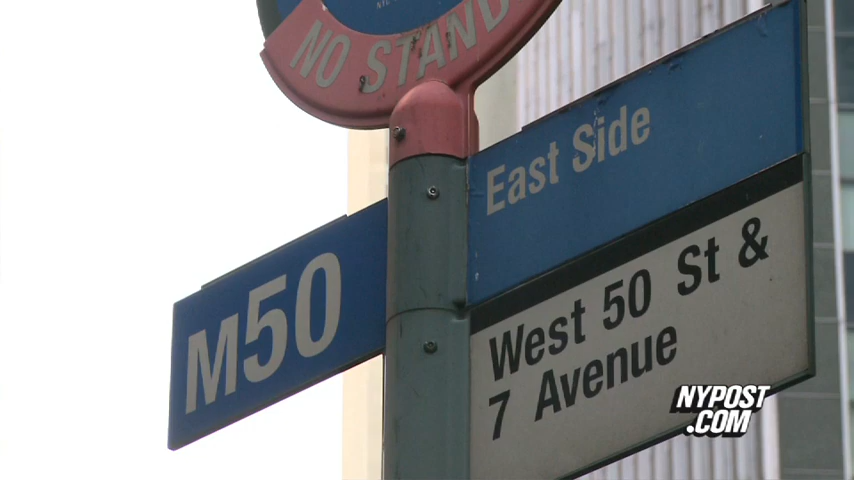 NO STAND
East Side
M50
West 50 St &
7 Avenue
NYPOST
.COM